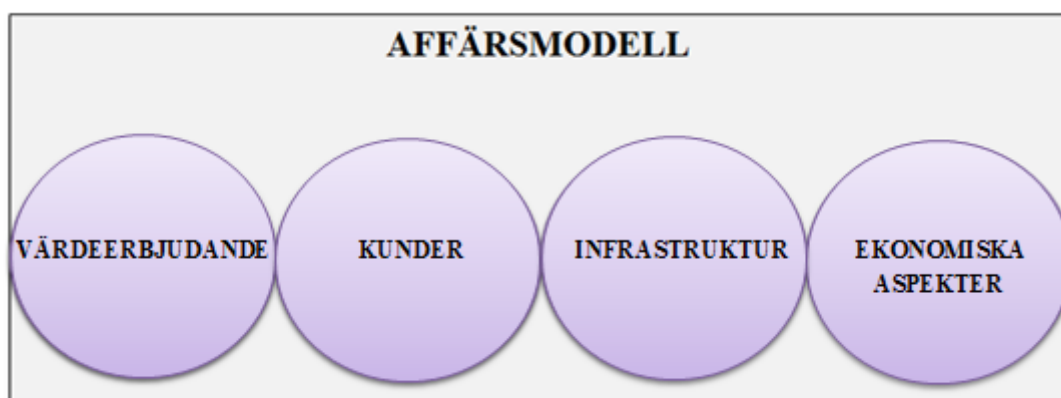 AFFÄRSMODELL
VÄRDEERBJUDANDE
KUNDER
INFRASTRUKTUR
EKONOMISKA
ASPEKTER